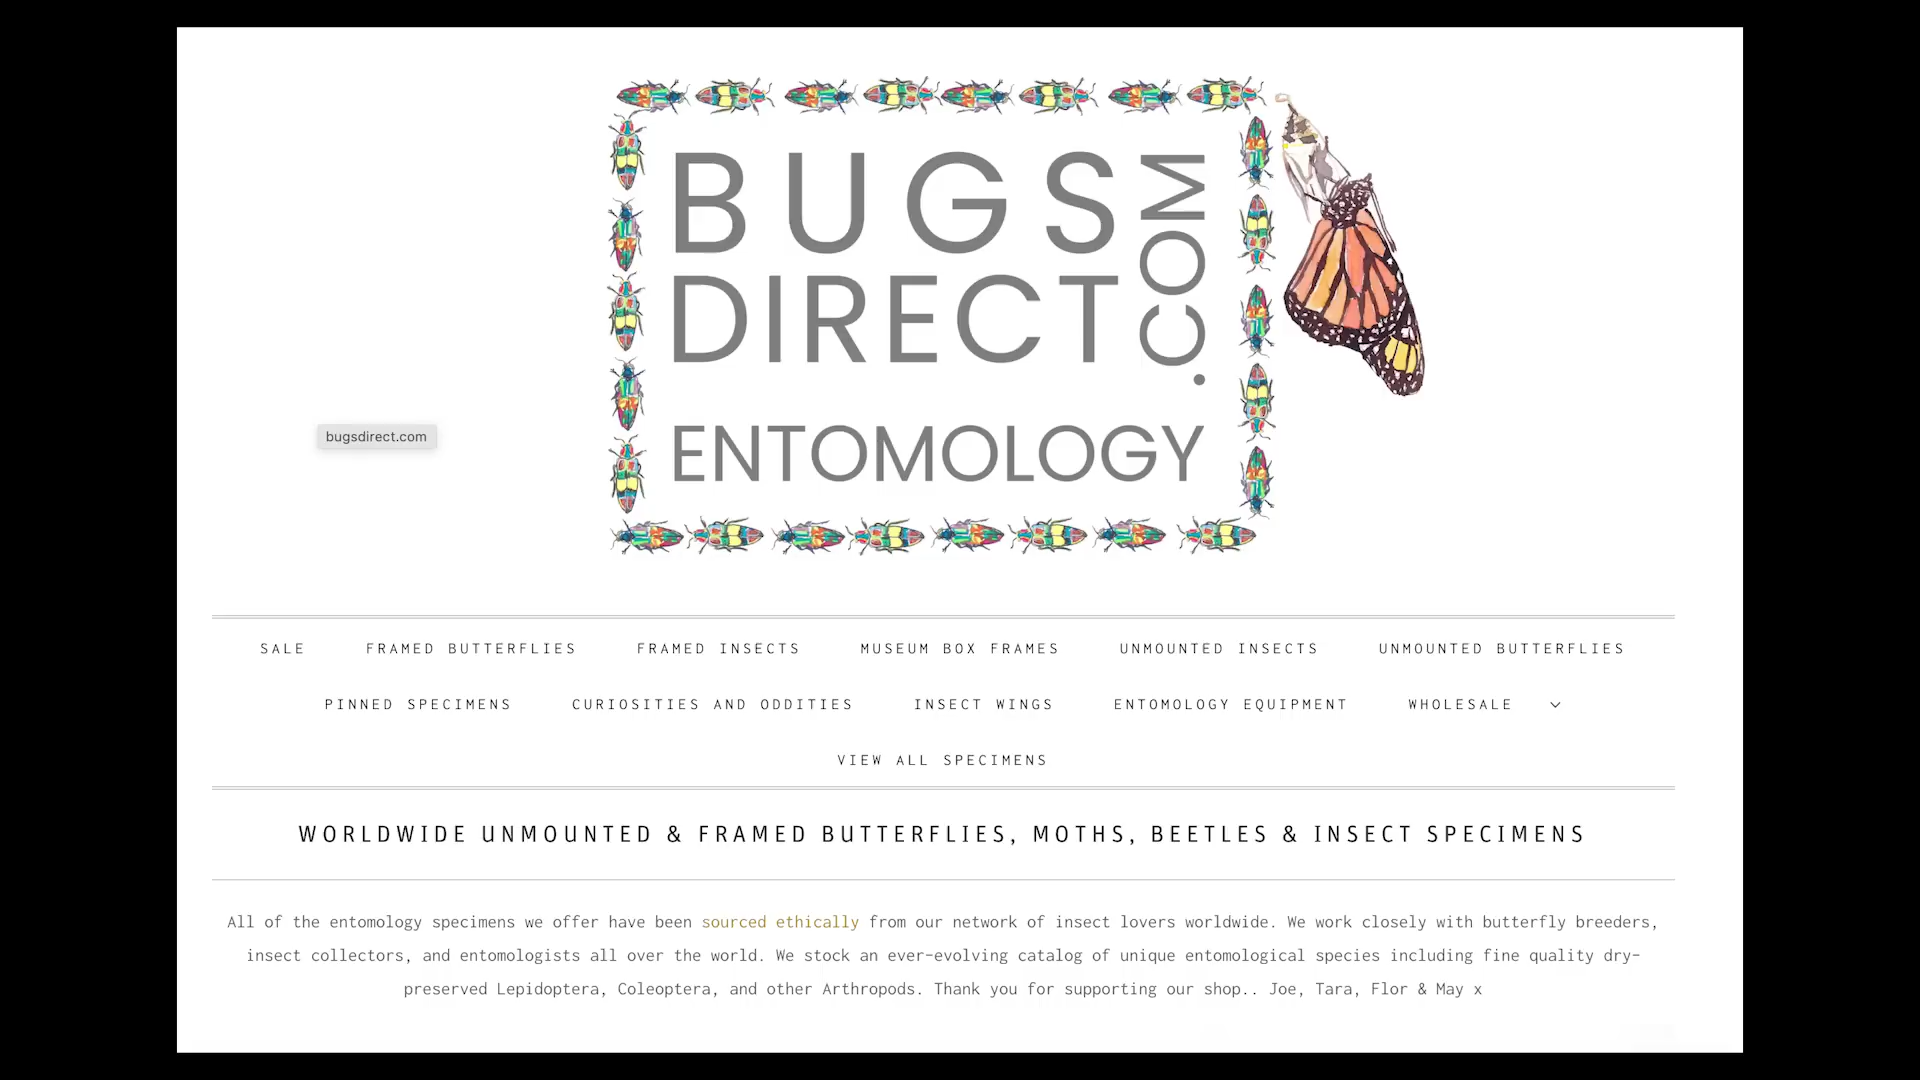 BUGS
DIRECT
.COM
ENTOMOLOGY
bugsdirect.com
SALE FRAMED BUTTERFLIES FRAMED INSECTS MUSEUM BOX FRAMES UNMOUNTED INSECTS UNMOUNTED BUTTERFLIES
PINNED SPECIMENS CURIOSITIES AND ODDITIES INSECT WINGS ENTOMOLOGY EQUIPMENT WHOLESALE
VIEW ALL SPECIMENS
WORLDWIDE UNMOUNTED & FRAMED BUTTERFLIES, MOTHS, BEETLES & INSECT SPECIMENS
All of the entomology specimens we offer have been sourced ethically from our network of insect lovers worldwide. We work closely with butterfly breeders,
insect collectors, and entomologists all over the world. We stock an ever-evolving catalog of unique entomological species including fine quality dry-
preserved Lepidoptera, Coleoptera, and other Arthropods. Thank you for supporting our shop.. Joe, Tara, Flor & May x